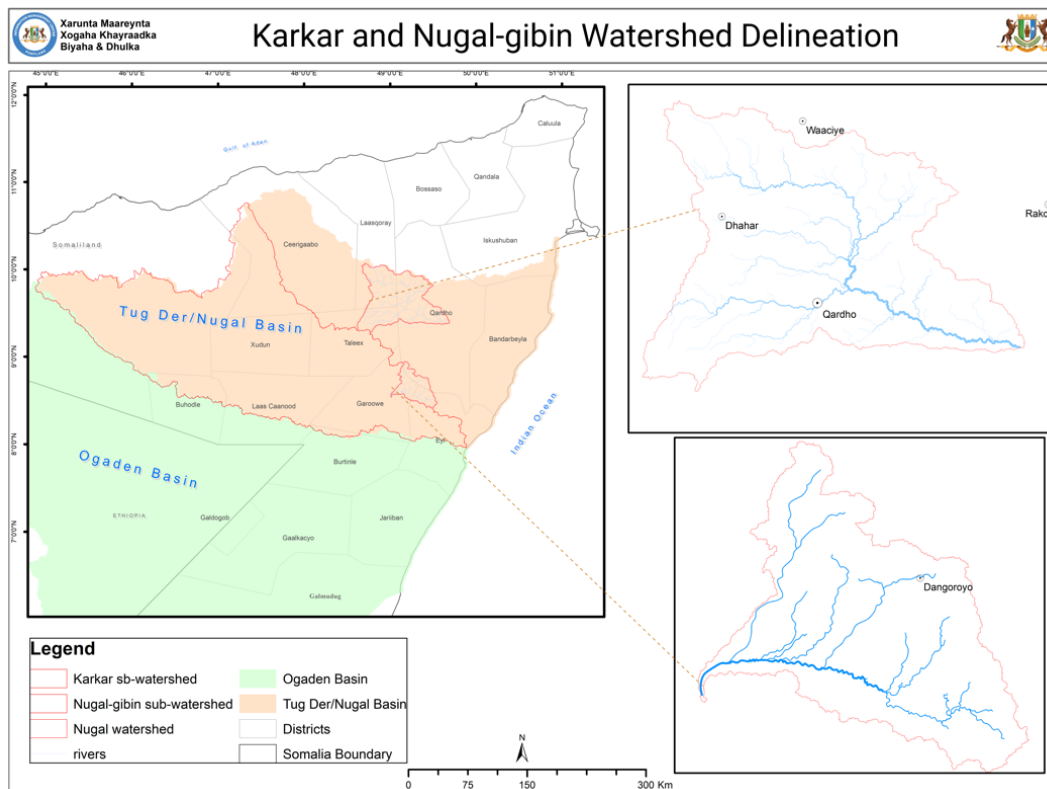 Xarunta Maareynta
Xogaha Khayraadka
Biyaha & Dhulka
Karkar and Nugal-gibin Watershed Delineation
45°0'0"E
46°0'0"E
47°0'0"E
48°0'0"E
49°0'0"E
50°0'0"E
51°0'0"E
12°0'0"N
11°0'0"N
10°0'0"N
9°0'0"N
8°0'0"N
7°0'0"N
Gulf of Aden
Caluula
Qandala
Bossaso
Laasqoray
Iskushuban
Somaliland
Ceerigaabo
Qardho
Tug Der/Nugal Basin
Xudun
Taleex
Bandarbeyla
Buhodle
Laas Caanood
Garoowe
Eyl
Indian Ocean
Ogaden Basin
Burtinle
ETHIOPIA
Galdogob
Jariiban
Gaalkacyo
Galmudug
Waaciye
Dhahar
Rako
Qardho
Dangoroyo
Legend
Karkar sb-watershed
Nugal-gibin sub-watershed
Nugal watershed
rivers
Ogaden Basin
Tug Der/Nugal Basin
Districts
Somalia Boundary
N
0 75 150 300 Km